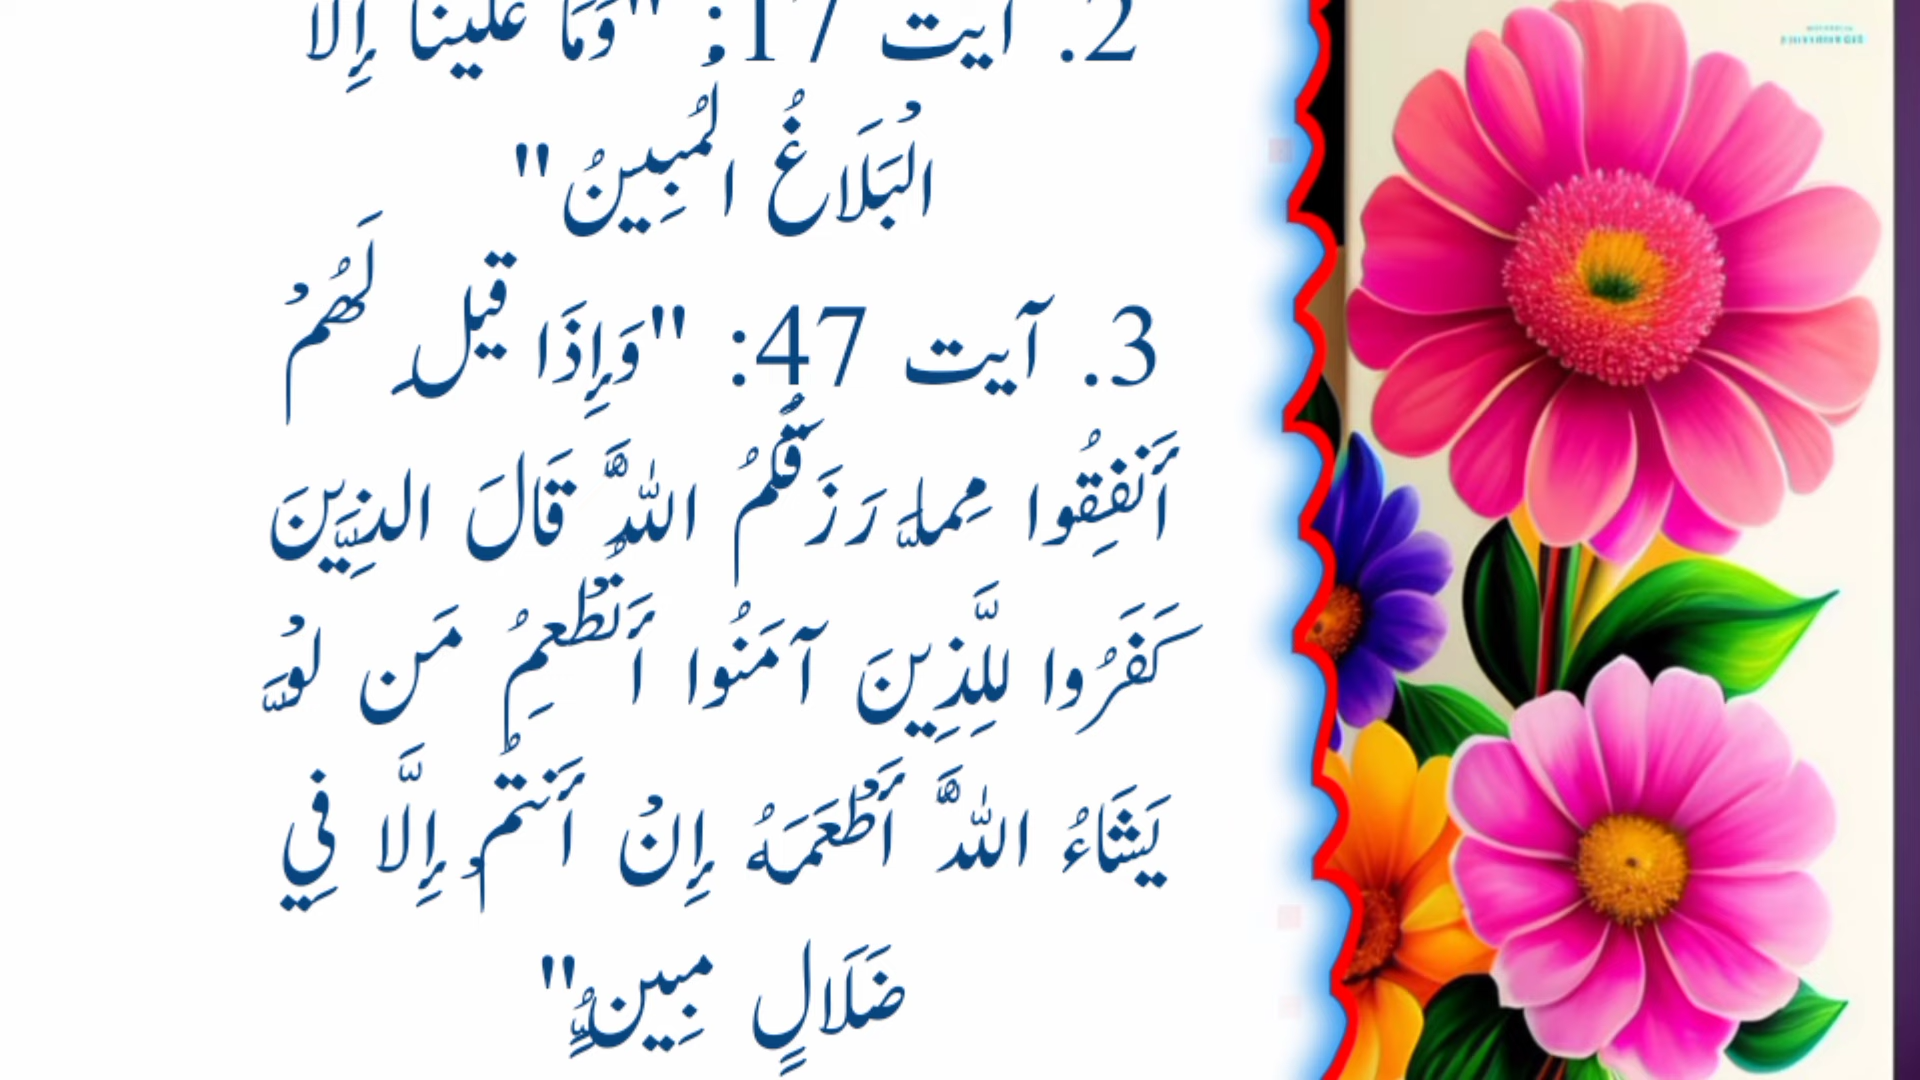 2. آیت 17: "وَمَا عَلَيْنَا إِلَّا
الْبَلَاغُ الْمُبِينُ"
3. آیت 47: "وَإِذَا قِيلَ لَهُمْ
أَنْفِقُوا مِمَّا رَزَقَكُمُ اللَّهُ قَالَ الَّذِينَ
كَفَرُوا لِلَّذِينَ آمَنُوا أَنُطْعِمُ مَن لَّوْ
يَشَاءُ اللَّهُ أَطْعَمَهُ إِنْ أَنتُمْ إِلَّا فِي
ضَلَالٍ مُّبِينٍ"